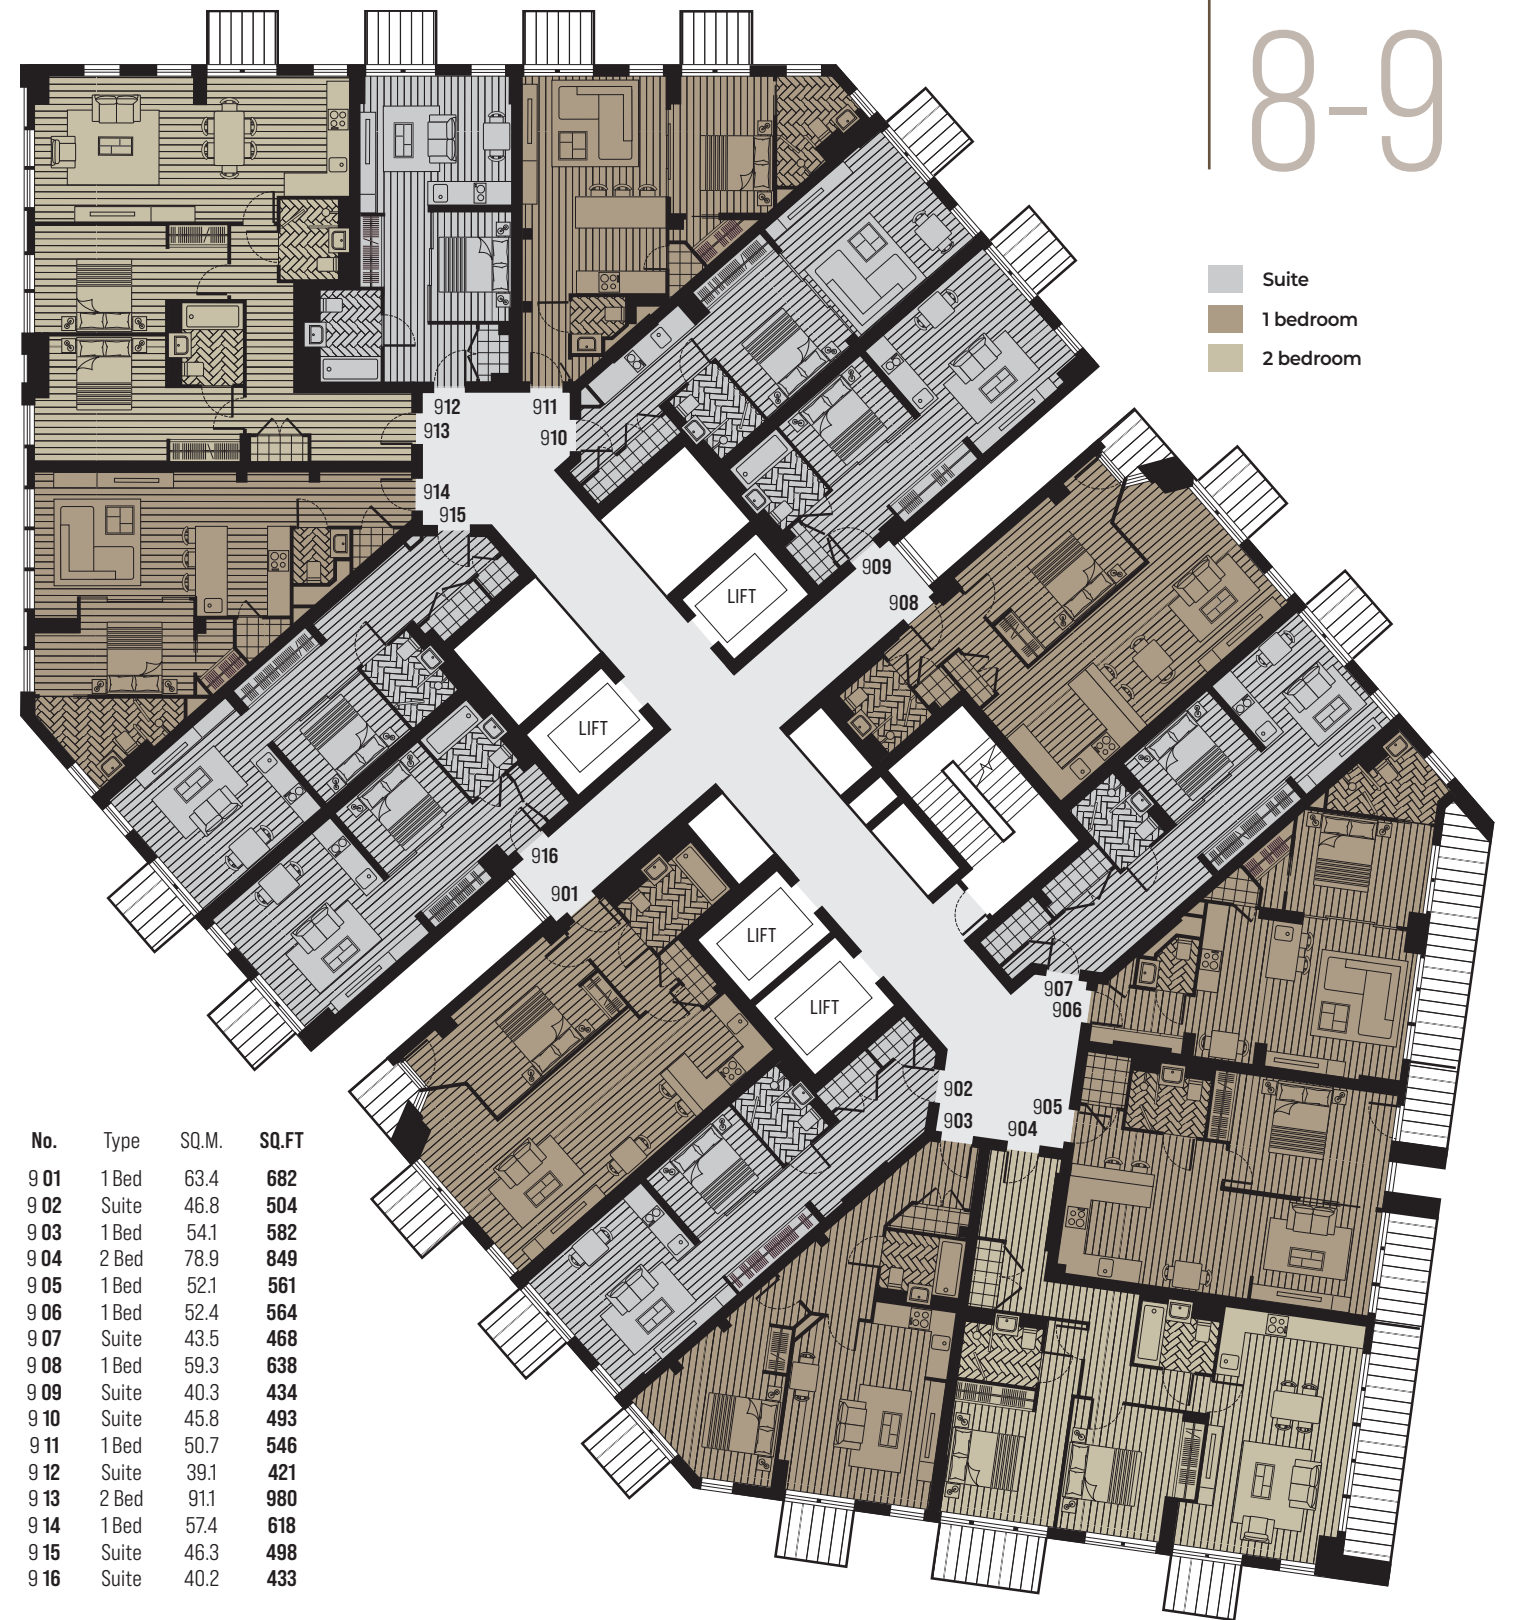 8-9
Suite
1 bedroom
2 bedroom
912
911
913
910
914
915
909
908
LIFT
LIFT
916
901
LIFT
LIFT
907
906
902
905
903
904
No. Type SQ.M. SQ.FT
9 01 1 Bed 63.4 682
9 02 Suite 46.8 504
9 03 1 Bed 54.1 582
9 04 2 Bed 78.9 849
9 05 1 Bed 52.1 561
9 06 1 Bed 52.4 564
9 07 Suite 43.5 468
9 08 1 Bed 59.3 638
9 09 Suite 40.3 434
9 10 Suite 45.8 493
9 11 1 Bed 50.7 546
9 12 Suite 39.1 421
9 13 2 Bed 91.1 980
9 14 1 Bed 57.4 618
9 15 Suite 46.3 498
9 16 Suite 40.2 433